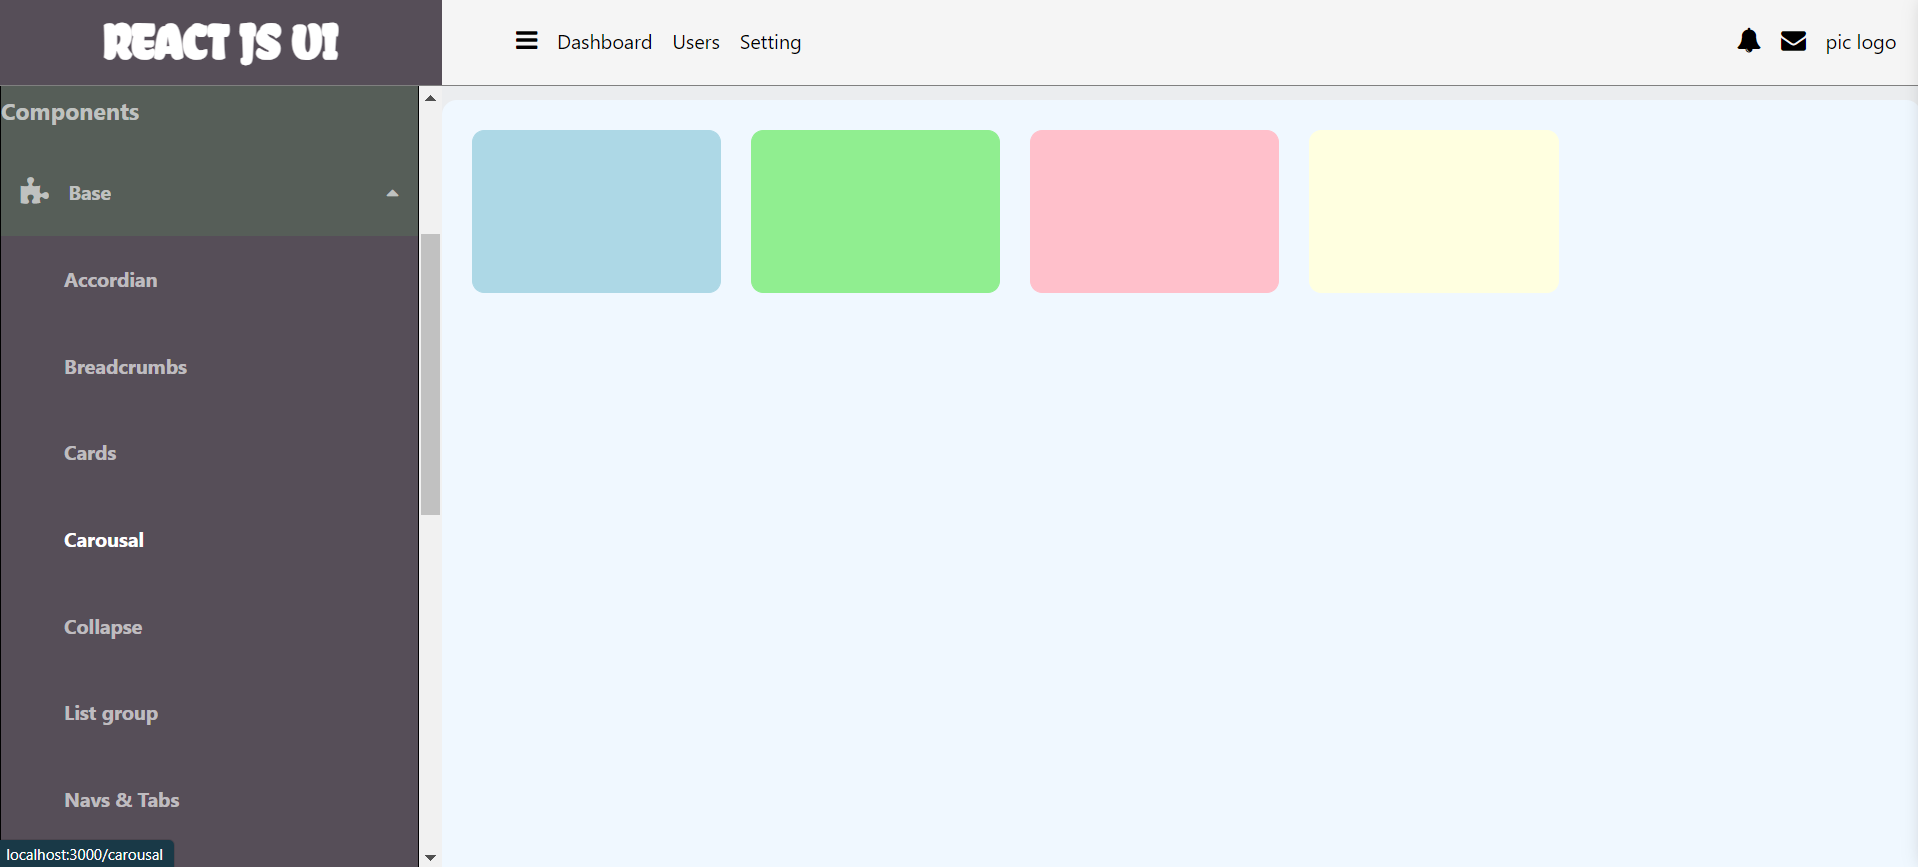 REACT JS UI
Dashboard Users Setting pic logo
Components
Base
Accordian
Breadcrumbs
Cards
Carousal
Collapse
List group
Navs & Tabs
localhost:3000/carousal